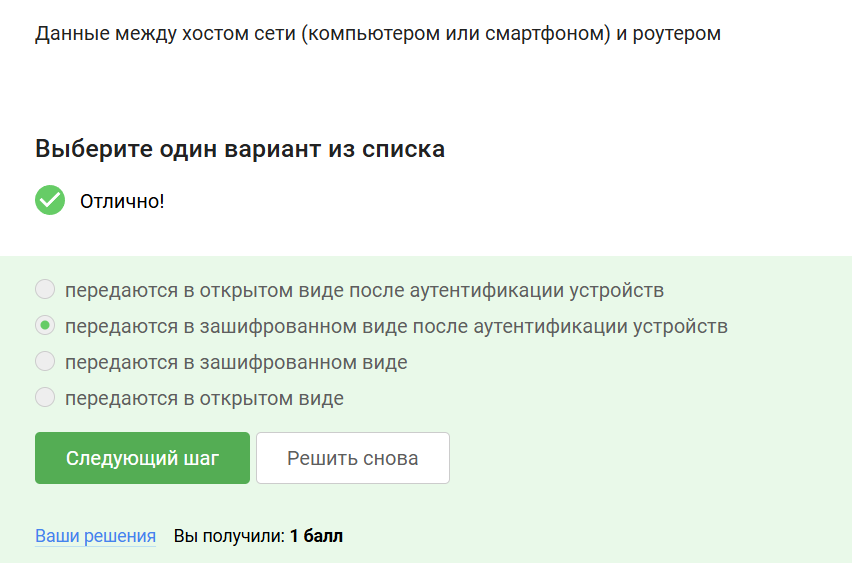 Данные между хостом сети (компьютером или смартфоном) и роутером
Выберите один вариант из списка
Отлично!
передаются в открытом виде после аутентификации устройств
передаются в зашифрованном виде после аутентификации устройств
передаются в зашифрованном виде
передаются в открытом виде
Следующий шаг Решить снова
Ваши решения Вы получили: 1 балл